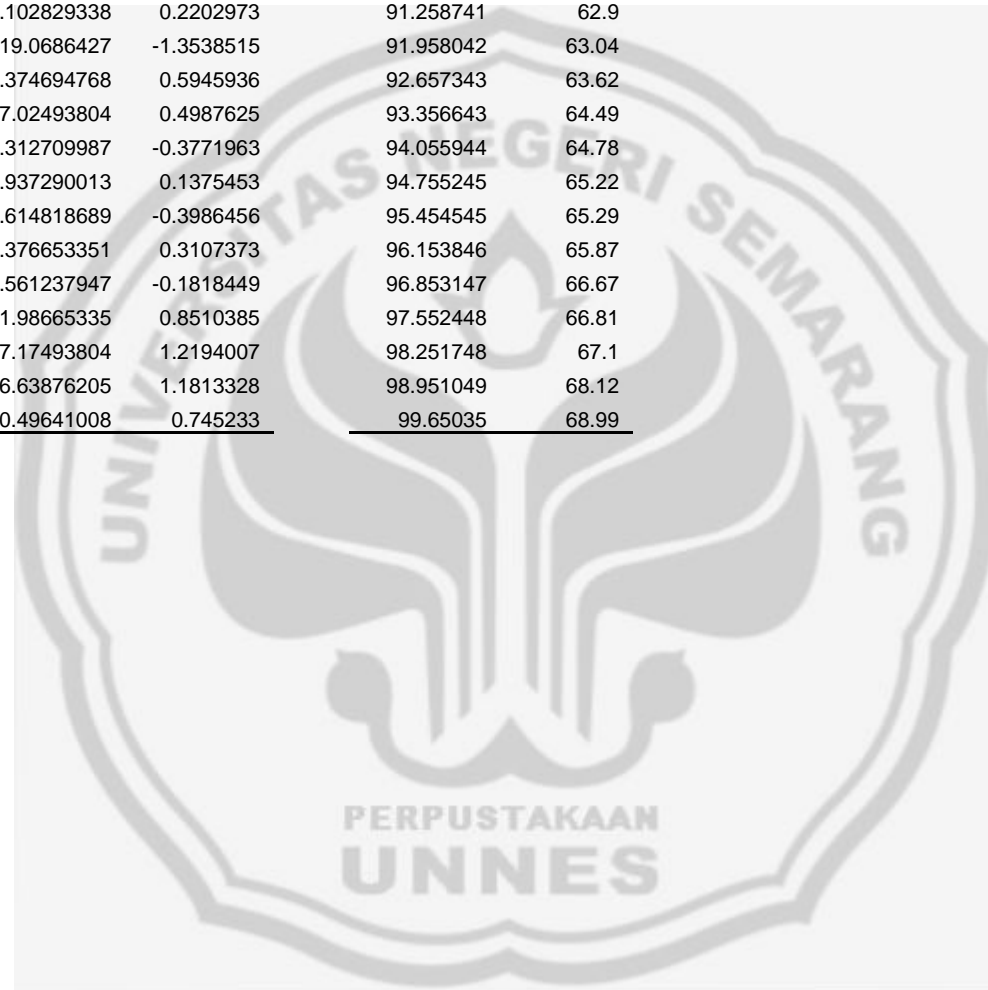 .102829338 0.2202973 91.258741 62.9
19.0686427 -1.3538515 91.958042 63.04
.374694768 0.5945936 92.657343 63.62
7.02493804 0.4987625 93.356643 64.49
.312709987 -0.3771963 94.055944 64.78
.937290013 0.1375453 94.755245 65.22
.614818689 -0.3986456 95.454545 65.29
.376653351 0.3107373 96.153846 65.87
.561237947 -0.1818449 96.853147 66.67
1.98665335 0.8510385 97.552448 66.81
7.17493804 1.2194007 98.251748 67.1
6.63876205 1.1813328 98.951049 68.12
0.49641008 0.745233 99.65035 68.99
UNIVERSITAS NEGERI SEMARANG
PERPUSTAKAAN
UNNES